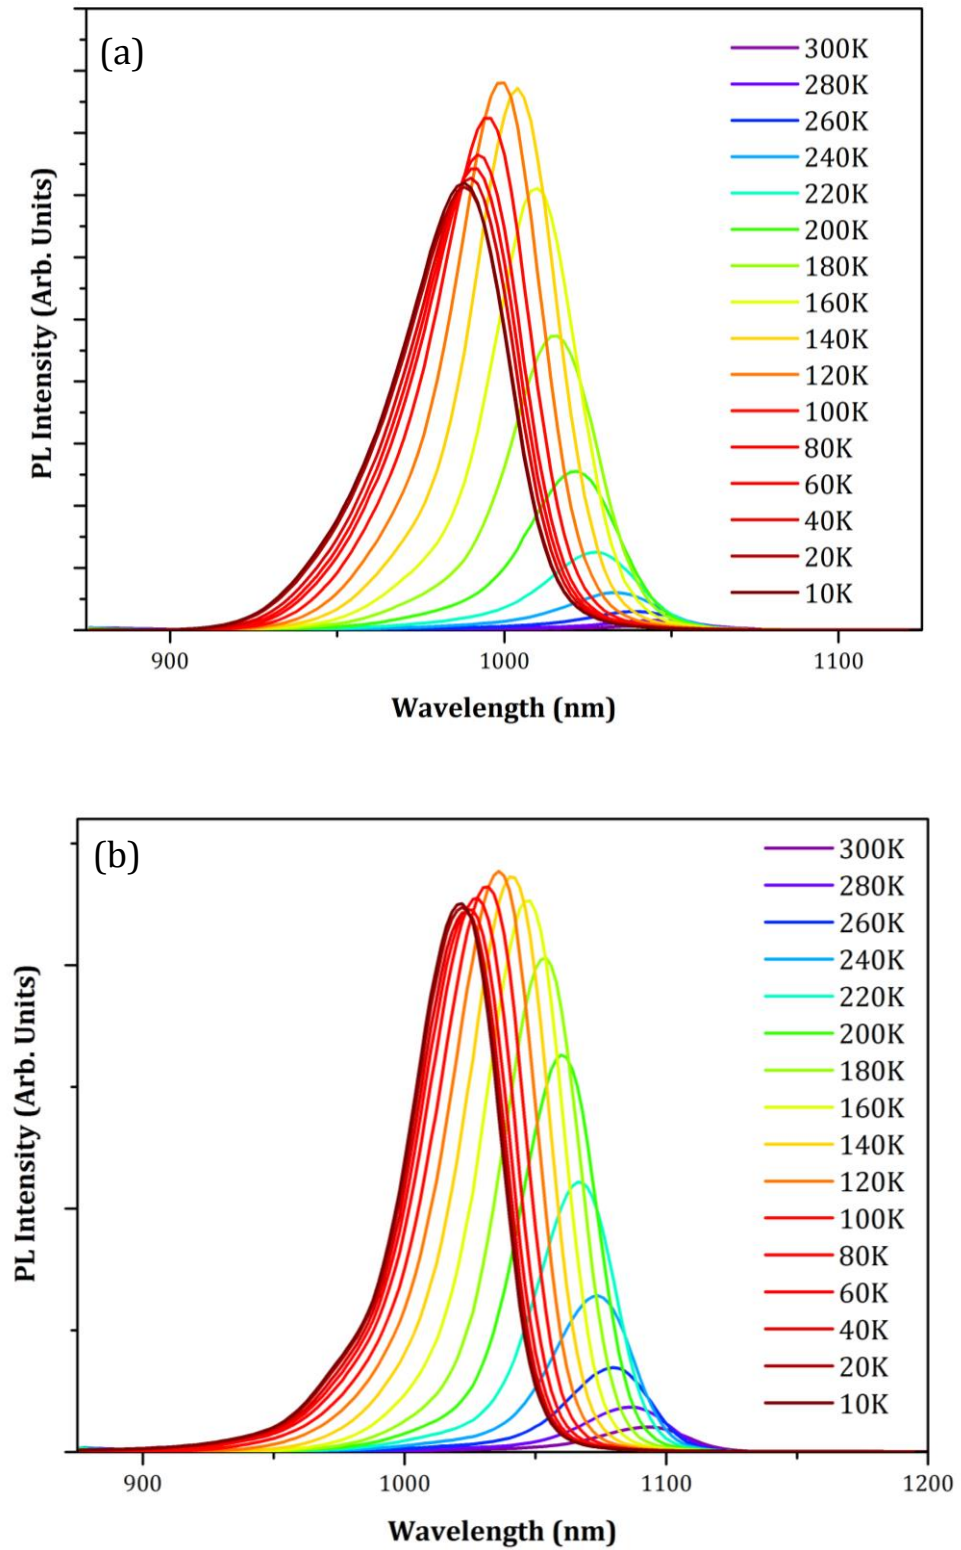 (a)
300K
280K
260K
240K
220K
200K
180K
160K
140K
120K
100K
80K
60K
40K
20K
10K
PL Intensity (Arb. Units)
900 1000 1100
Wavelength (nm)
(b)
300K
280K
260K
240K
220K
200K
180K
160K
140K
120K
100K
80K
60K
40K
20K
10K
PL Intensity (Arb. Units)
900 1000 1100 1200
Wavelength (nm)